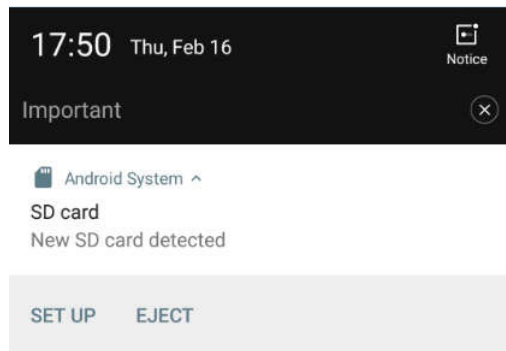 17:50 Thu, Feb 16
Notice
Important
Android System
SD card
New SD card detected
SET UP EJECT